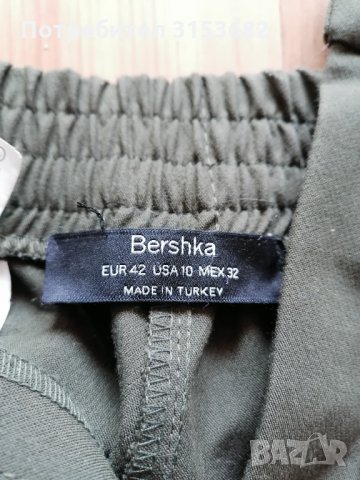 Потребител 3153682
Bershka
EUR 42 USA 10 MEX 32
MADE IN TURKEY
BAZAR